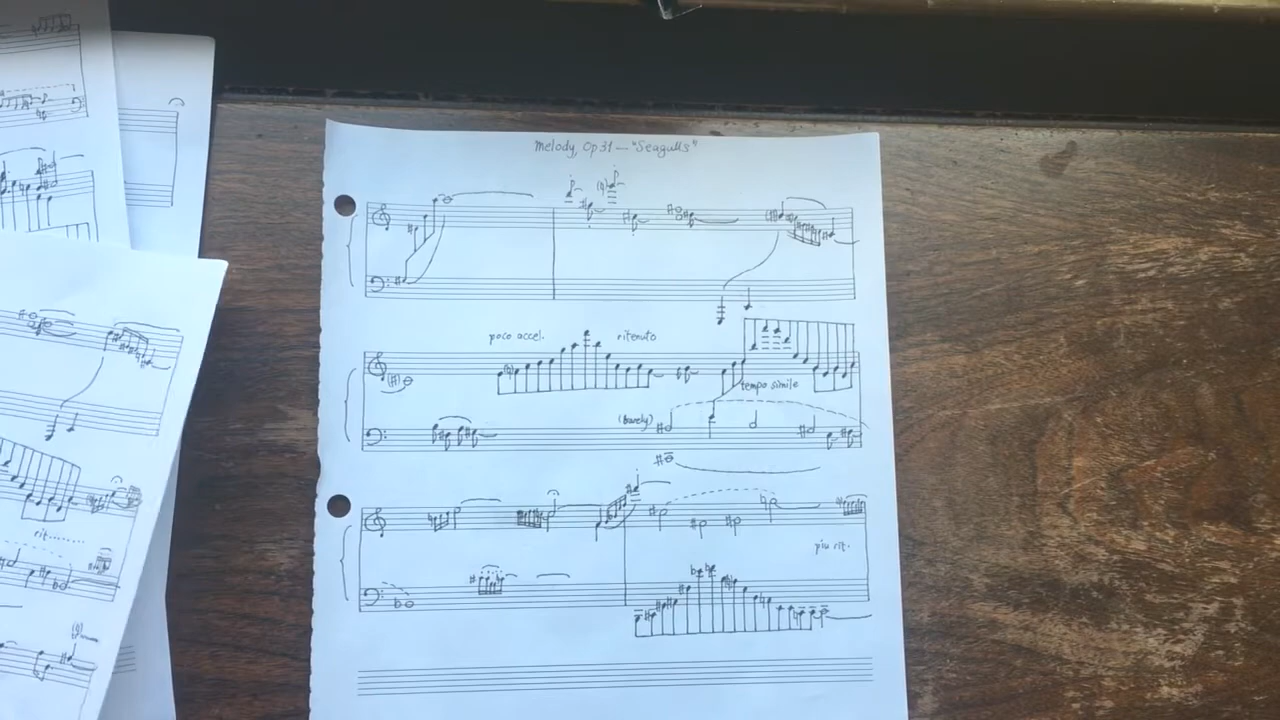 Melody, Op 31 — "Seagulls"
poco accel. ritenuto
tempo simile
(barely)
piu rit.
rit........